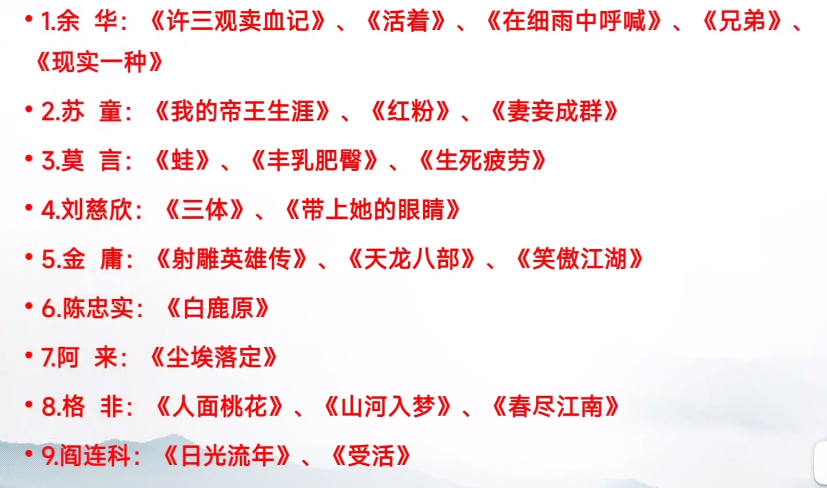 • 1.余 华：《许三观卖血记》、《活着》、《在细雨中呼喊》、《兄弟》、
《现实一种》
• 2.苏 童：《我的帝王生涯》、《红粉》、《妻妾成群》
• 3.莫 言：《蛙》、《丰乳肥臀》、《生死疲劳》
• 4.刘慈欣：《三体》、《带上她的眼睛》
• 5.金 庸：《射雕英雄传》、《天龙八部》、《笑傲江湖》
• 6.陈忠实：《白鹿原》
• 7.阿 来：《尘埃落定》
• 8.格 非：《人面桃花》、《山河入梦》、《春尽江南》
• 9.阎连科：《日光流年》、《受活》